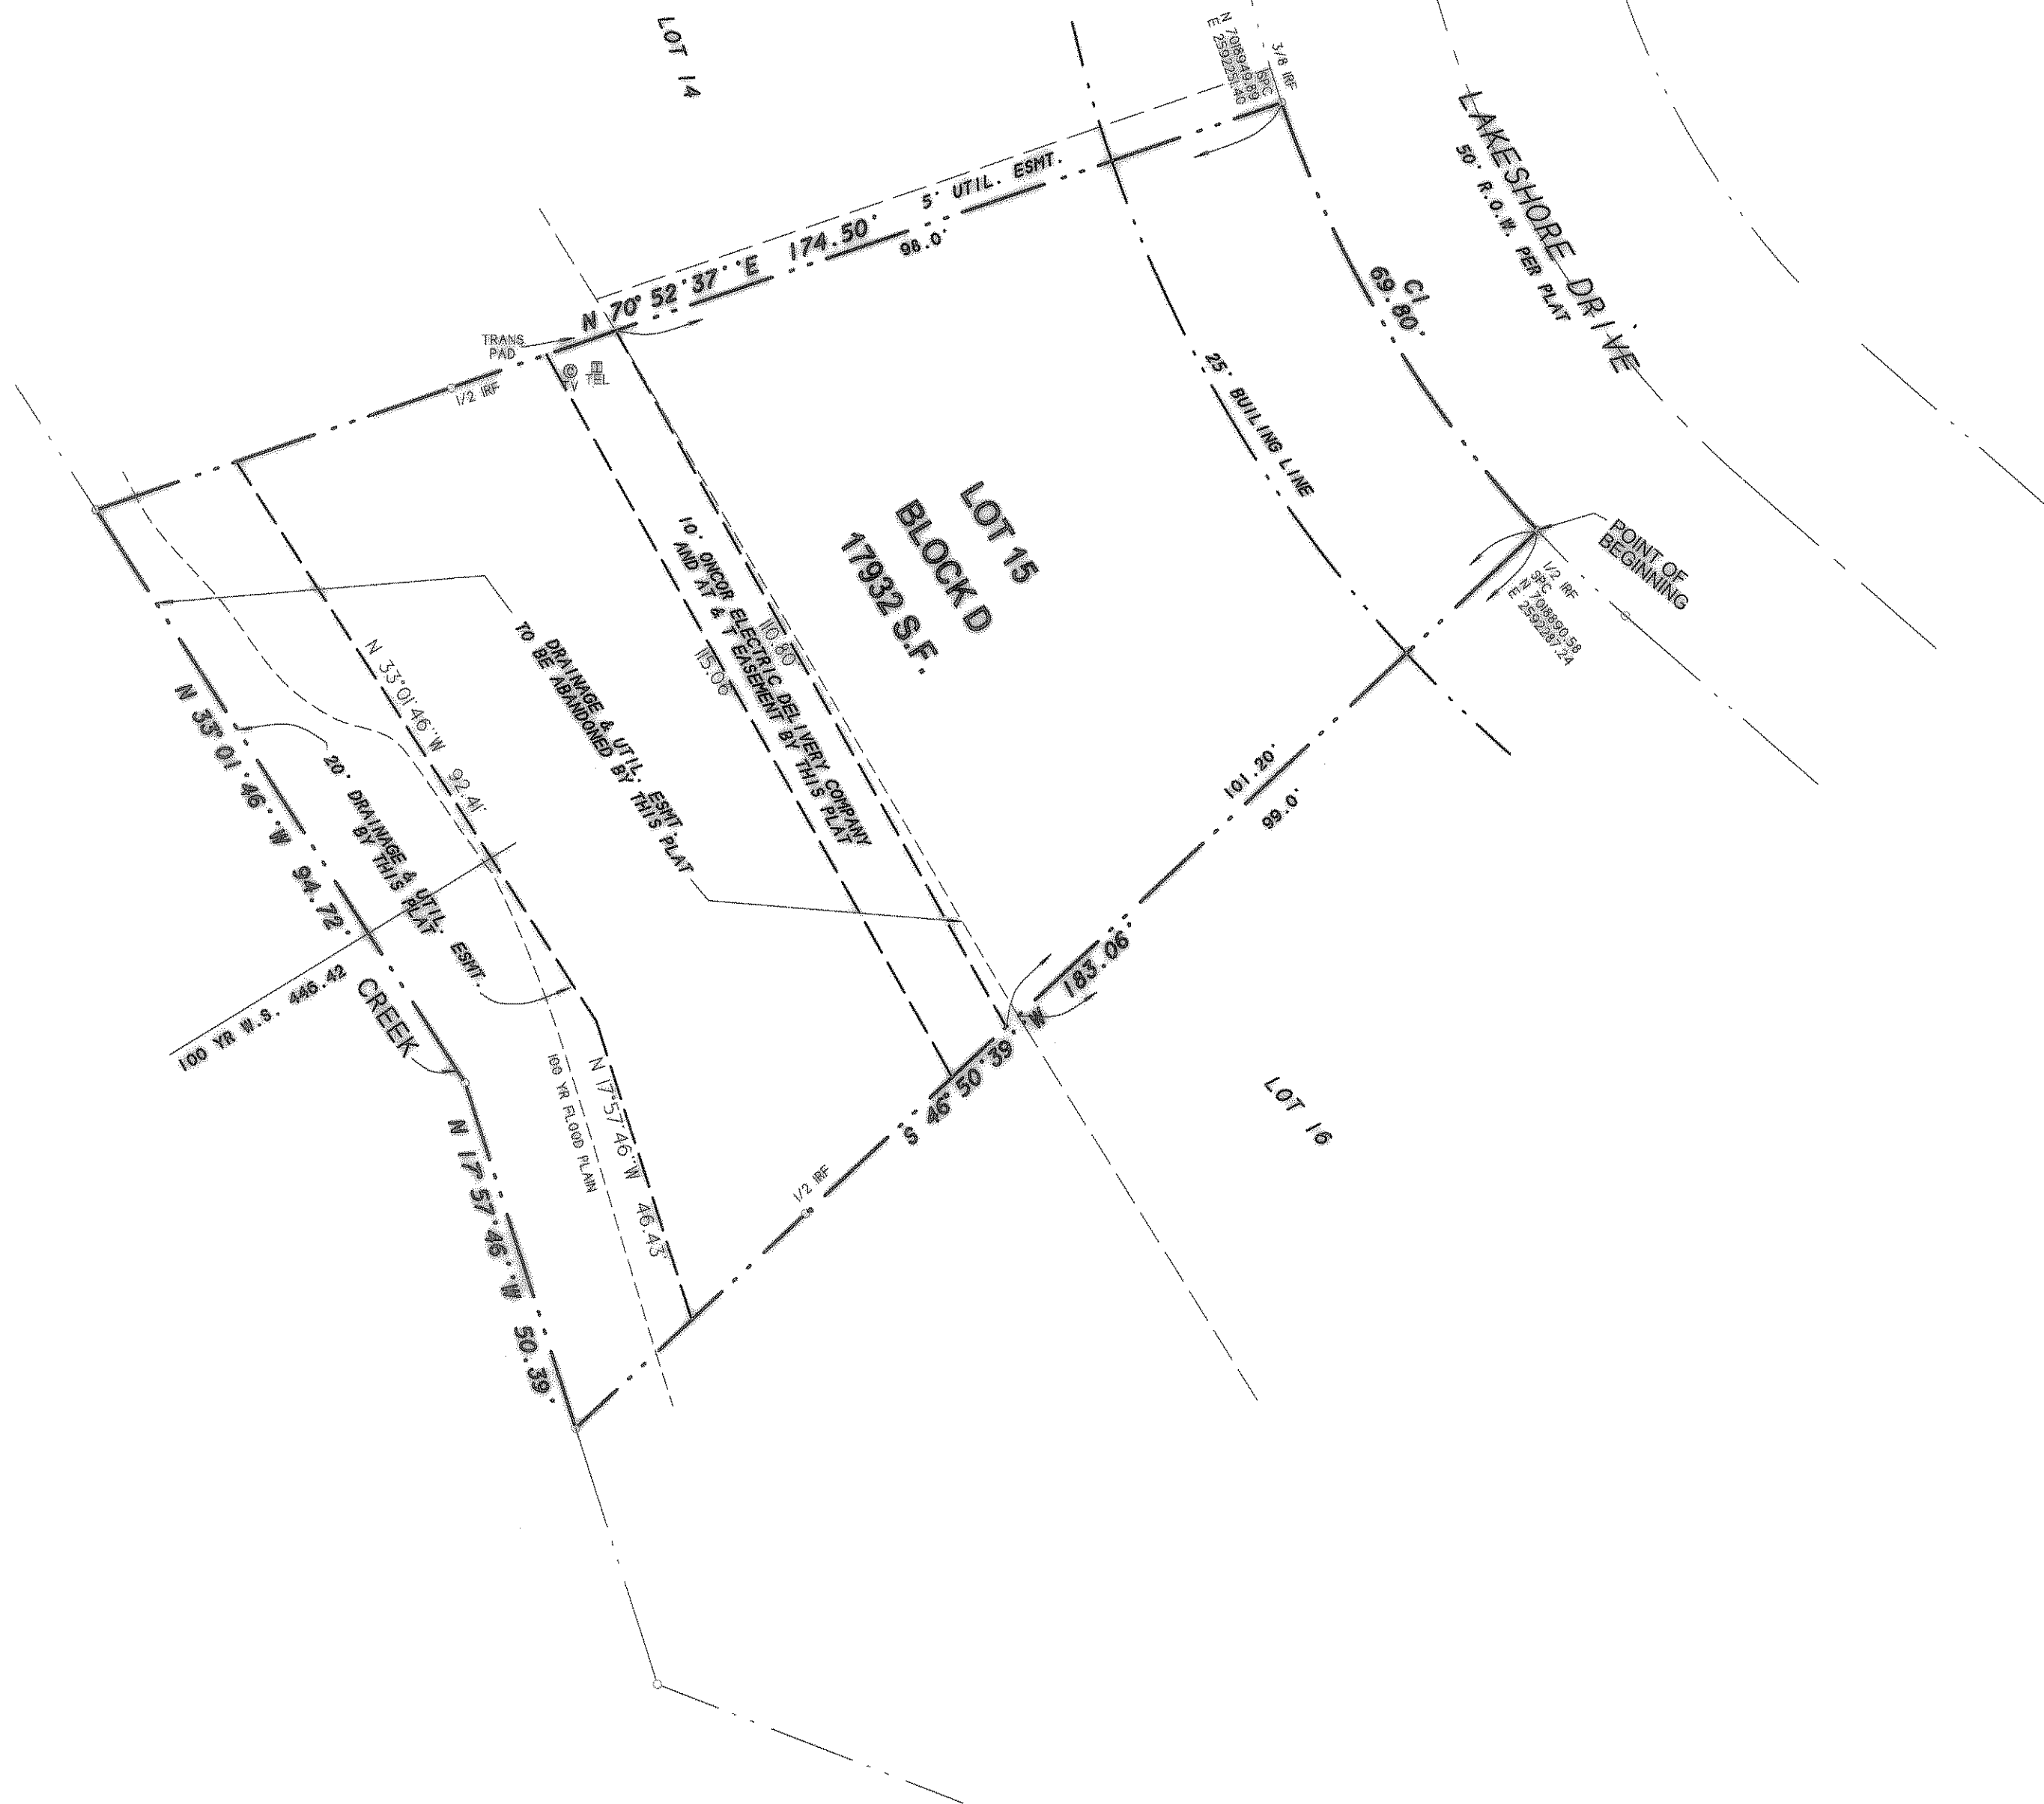 LOT 14
N 7018949.89
E 2592251.40
SPC
3/8 IRF
LAKESHORE DRIVE
50' R.O.W. PER PLAT
5' UTIL. ESMT.
N 70° 52' 37'' E 174.50'
98.0'
C1
69.80'
TRANS
PAD
TV
TEL
1/2 IRF
25' BUILING LINE
LOT 15
BLOCK D
17932 S.F.
POINT OF
BEGINNING
1/2 IRF
SPC
N 7018890.58
E 2592287.24
10' ONCOR ELECTRIC DELIVERY COMPANY
AND AT & T EASEMENT BY THIS PLAT
110.80'
115.06'
DRAINAGE & UTIL. ESMT.
TO BE ABANDONED BY THIS PLAT
N 33°01'46''W 92.41'
N 33° 01' 46''W 94.72'
20' DRAINAGE & UTIL. ESMT.
BY THIS PLAT
101.20'
99.0'
S 46° 50' 39''W 183.06'
100 YR W.S. 446.42
CREEK
N 17°57'46''W 46.43'
100 YR FLOOD PLAIN
N 17° 57' 46''W 50.39'
1/2 IRF
LOT 16